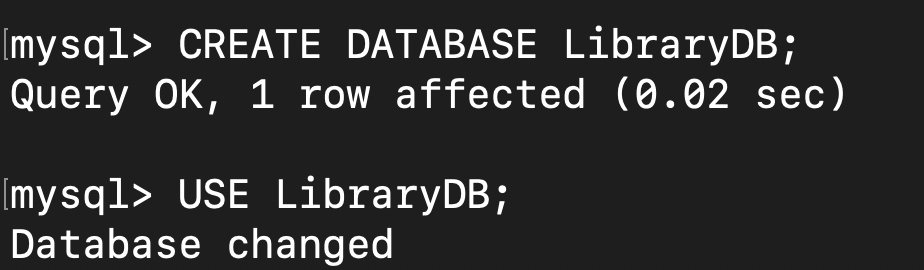 mysql> CREATE DATABASE LibraryDB;
Query OK, 1 row affected (0.02 sec)
mysql> USE LibraryDB;
Database changed